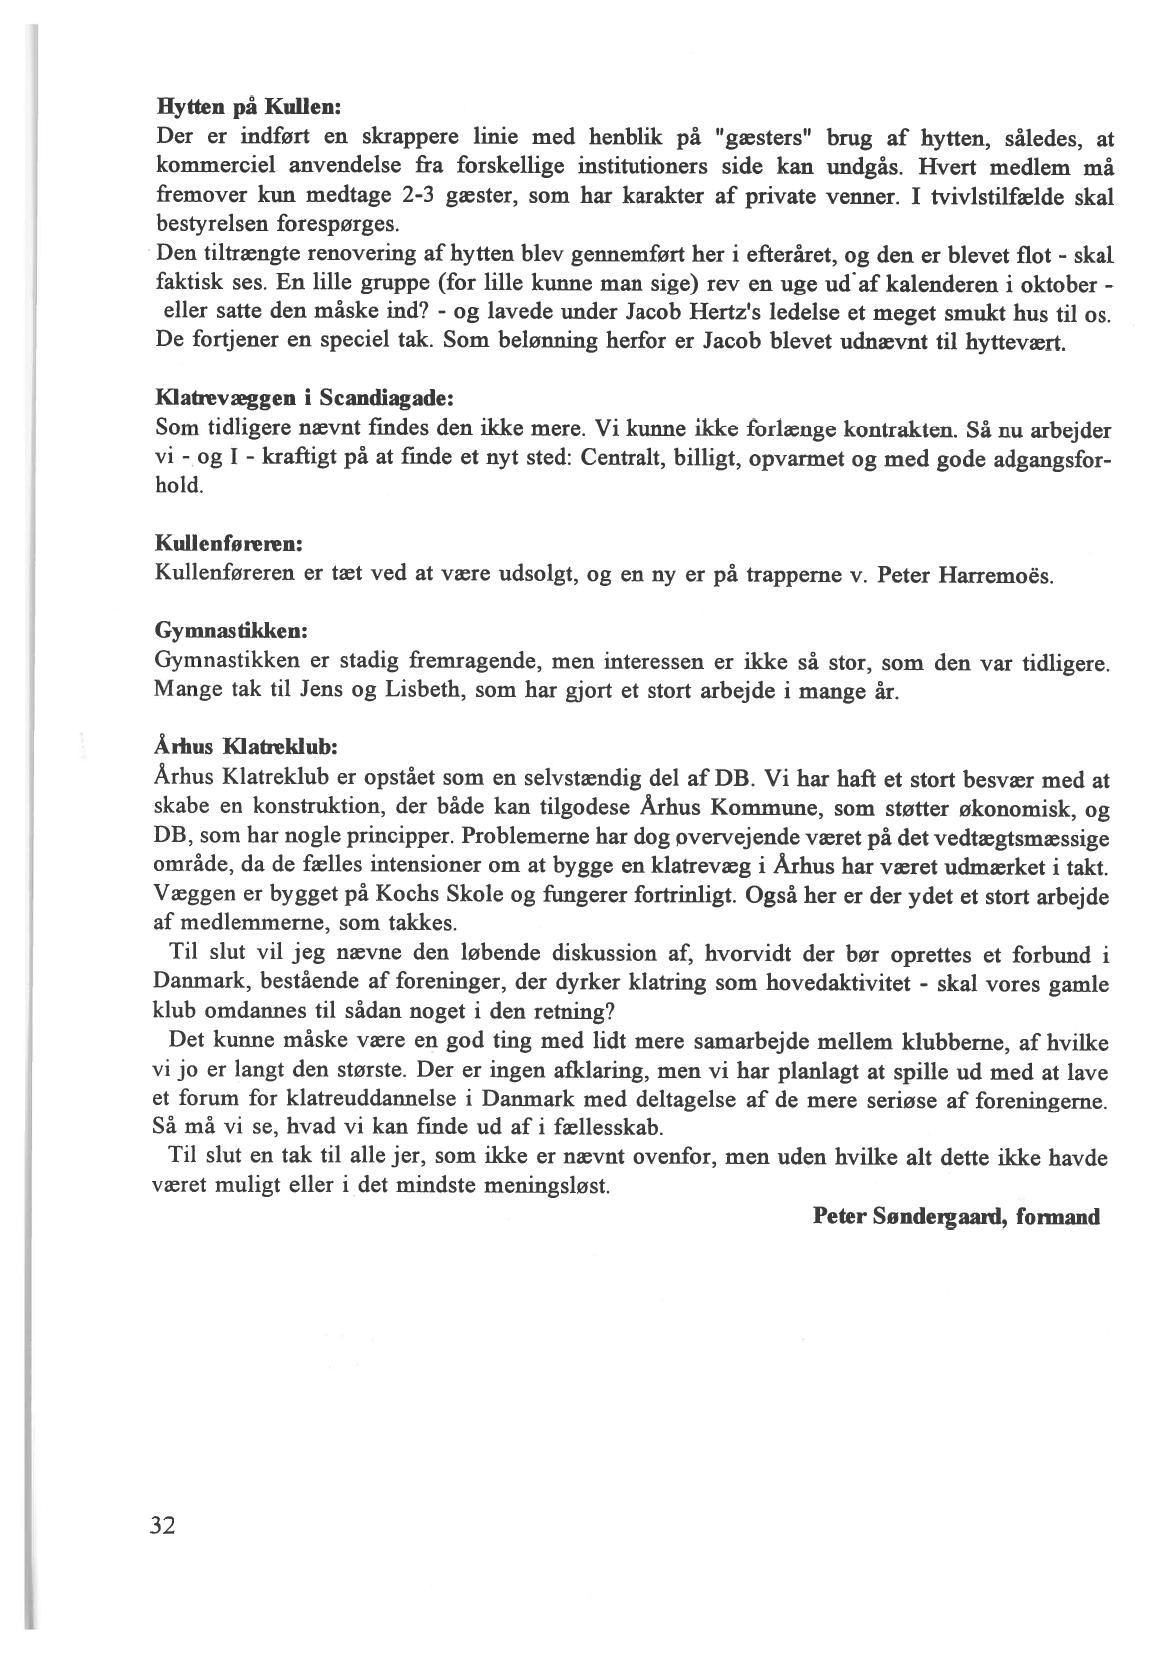 Hytten på Kullen:
Der er indført en skrappere linie med henblik på "gæsters" brug af hytten, således, at
kommerciel anvendelse fra forskellige institutioners side kan undgås. Hvert medlem må
fremover kun medtage 2-3 gæster, som har karakter af private venner. I tvivlstilfælde skal
bestyrelsen forespørges.
Den tiltrængte renovering af hytten blev gennemført her i efteråret, og den er blevet flot - skal
faktisk ses. En lille gruppe (for lille kunne man sige) rev en uge ud af kalenderen i oktober -
eller satte den måske ind? - og lavede under Jacob Hertz's ledelse et meget smukt hus til os.
De fortjener en speciel tak. Som belønning herfor er Jacob blevet udnævnt til hyttevært.
Klatrevæggen i Scandiagade:
Som tidligere nævnt findes den ikke mere. Vi kunne ikke forlænge kontrakten. Så nu arbejder
vi - og I - kraftigt på at finde et nyt sted: Centralt, billigt, opvarmet og med gode adgangsfor-
hold.
Kullenføreren:
Kullenføreren er tæt ved at være udsolgt, og en ny er på trapperne v. Peter Harremoës.
Gymnastikken:
Gymnastikken er stadig fremragende, men interessen er ikke så stor, som den var tidligere.
Mange tak til Jens og Lisbeth, som har gjort et stort arbejde i mange år.
Århus Klatreklub:
Århus Klatreklub er opstået som en selvstændig del af DB. Vi har haft et stort besvær med at
skabe en konstruktion, der både kan tilgodese Århus Kommune, som støtter økonomisk, og
DB, som har nogle principper. Problemerne har dog overvejende været på det vedtægtsmæssige
område, da de fælles intensioner om at bygge en klatrevæg i Århus har været udmærket i takt.
Væggen er bygget på Kochs Skole og fungerer fortrinligt. Også her er der ydet et stort arbejde
af medlemmerne, som takkes.
Til slut vil jeg nævne den løbende diskussion af, hvorvidt der bør oprettes et forbund i
Danmark, bestående af foreninger, der dyrker klatring som hovedaktivitet - skal vores gamle
klub omdannes til sådan noget i den retning?
Det kunne måske være en god ting med lidt mere samarbejde mellem klubberne, af hvilke
vi jo er langt den største. Der er ingen afklaring, men vi har planlagt at spille ud med at lave
et forum for klatreuddannelse i Danmark med deltagelse af de mere seriøse af foreningerne.
Så må vi se, hvad vi kan finde ud af i fællesskab.
Til slut en tak til alle jer, som ikke er nævnt ovenfor, men uden hvilke alt dette ikke havde
været muligt eller i det mindste meningsløst.
Peter Søndergaard, formand
32